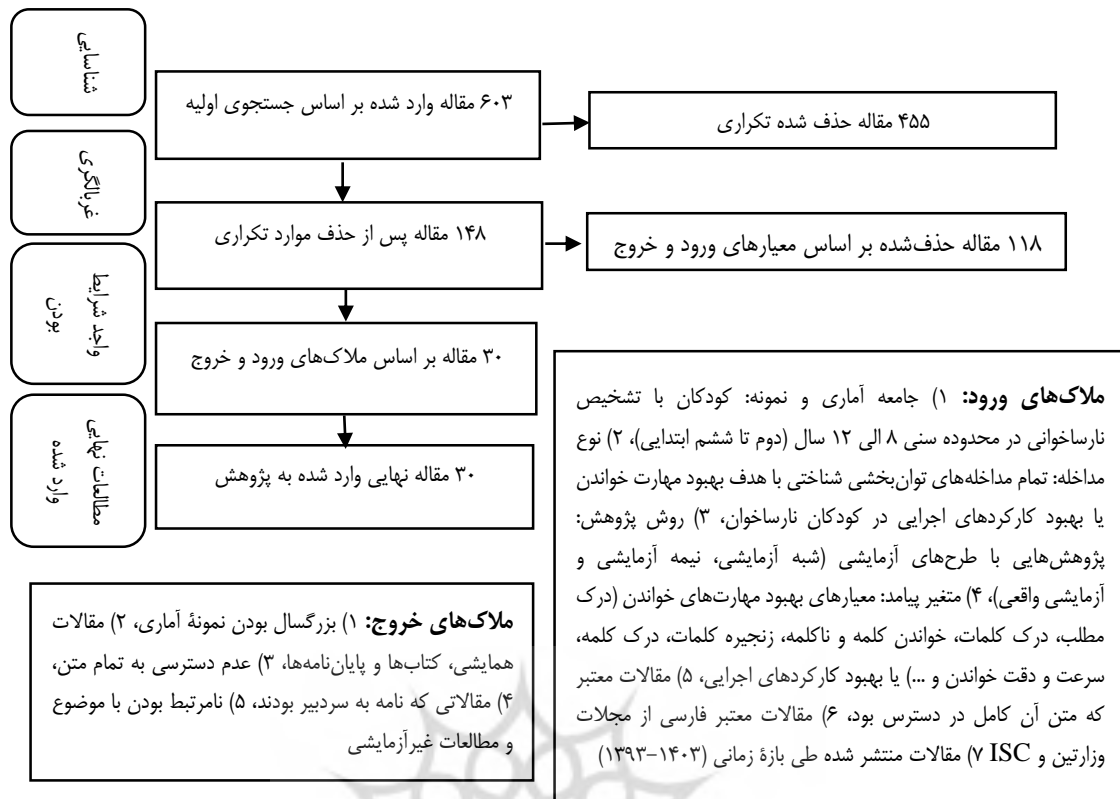 شناسایی
۶۰۳ مقاله وارد شده بر اساس جستجوی اولیه
۴۵۵ مقاله حذف شده تکراری
غربالگری
۱۴۸ مقاله پس از حذف موارد تکراری
۱۱۸ مقاله حذف‌شده بر اساس معیارهای ورود و خروج
واجد شرایط
بودن
۳۰ مقاله بر اساس ملاک‌های ورود و خروج
مطالعات نهایی
وارد شده
۳۰ مقاله نهایی وارد شده به پژوهش
ملاک‌های ورود: ۱) جامعه آماری و نمونه: کودکان با تشخیص
نارساخوانی در محدوده سنی ۸ الی ۱۲ سال (دوم تا ششم ابتدایی)، ۲) نوع
مداخله: تمام مداخله‌های توان‌بخشی شناختی با هدف بهبود مهارت خواندن
یا بهبود کارکردهای اجرایی در کودکان نارساخوان، ۳) روش پژوهش:
پژوهش‌هایی با طرح‌های آزمایشی (شبه آزمایشی، نیمه آزمایشی و
آزمایشی واقعی)، ۴) متغیر پیامد: معیارهای بهبود مهارت‌های خواندن (درک
مطلب، درک کلمات، خواندن کلمه و ناکلمه، زنجیره کلمات، درک کلمه،
سرعت و دقت خواندن و ...) یا بهبود کارکردهای اجرایی، ۵) مقالات معتبر
که متن آن کامل در دسترس بود، ۶) مقالات معتبر فارسی از مجلات
وزارتین و ISC ۷) مقالات منتشر شده طی بازۀ زمانی (۱۴۰۳-۱۳۹۳)
ملاک‌های خروج: ۱) بزرگسال بودن نمونۀ آماری، ۲) مقالات
همایشی، کتاب‌ها و پایان‌نامه‌ها، ۳) عدم دسترسی به تمام متن،
۴) مقالاتی که نامه به سردبیر بودند، ۵) نامرتبط بودن با موضوع
و مطالعات غیرآزمایشی